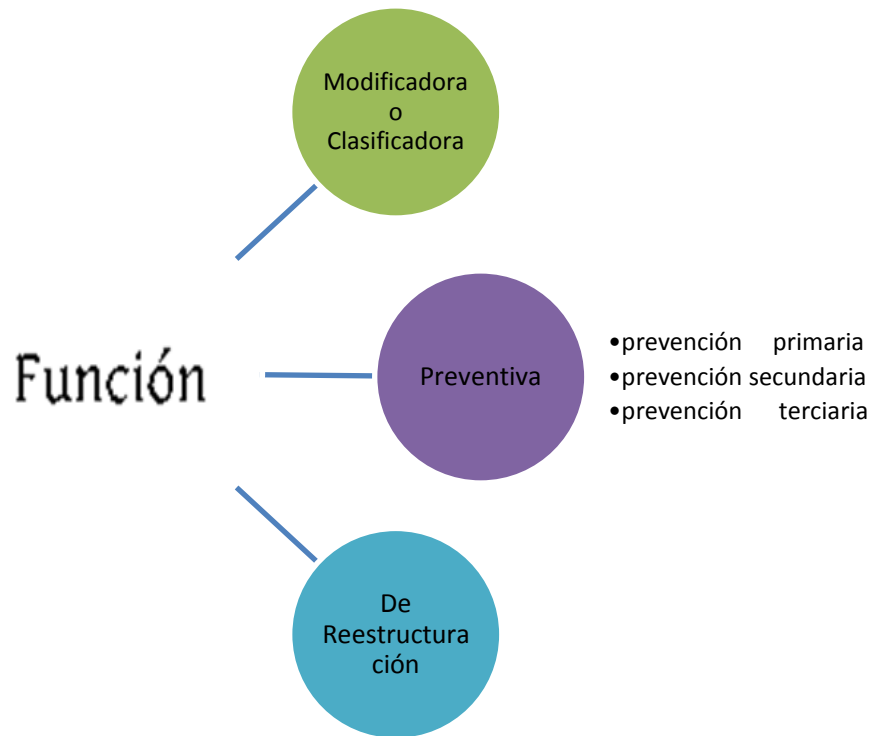 Modificadora
o
Clasificadora
Función
Preventiva
•prevención primaria
•prevención secundaria
•prevención terciaria
De
Reestructura
ción